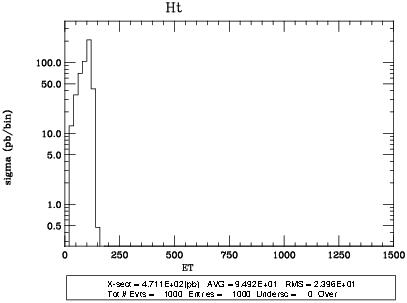 Ht
sigma (pb/bin)
100.0
50.0
10.0
5.0
1.0
0.5
0 250 500 750 1000 1250 1500
ET
X-sect = 4.711E+02(pb) AVG = 9.492E+01 RMS = 2.396E+01
Tot # Evts = 1000 Entries = 1000 Undersc = 0 Over